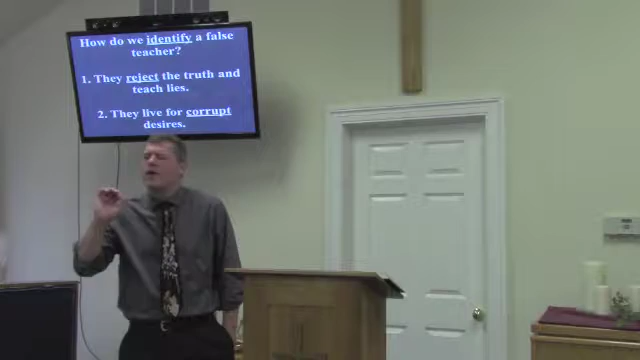 How do we identify a false
teacher?
1. They reject the truth and
teach lies.
2. They live for corrupt
desires.